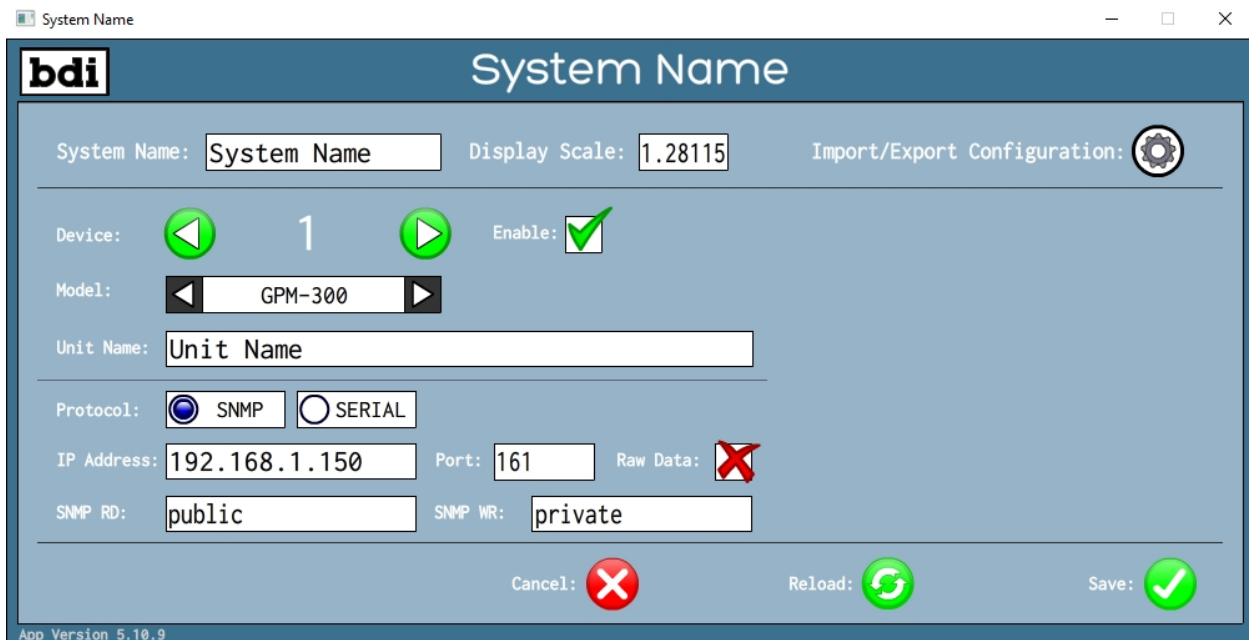 System Name
bdi System Name
System Name: System Name Display Scale: 1.28115 Import/Export Configuration:
Device: 1 Enable:
Model: GPM-300
Unit Name: Unit Name
Protocol: SNMP SERIAL
IP Address: 192.168.1.150 Port: 161 Raw Data:
SNMP RD: public SNMP WR: private
Cancel: Reload: Save:
App Version 5.10.9